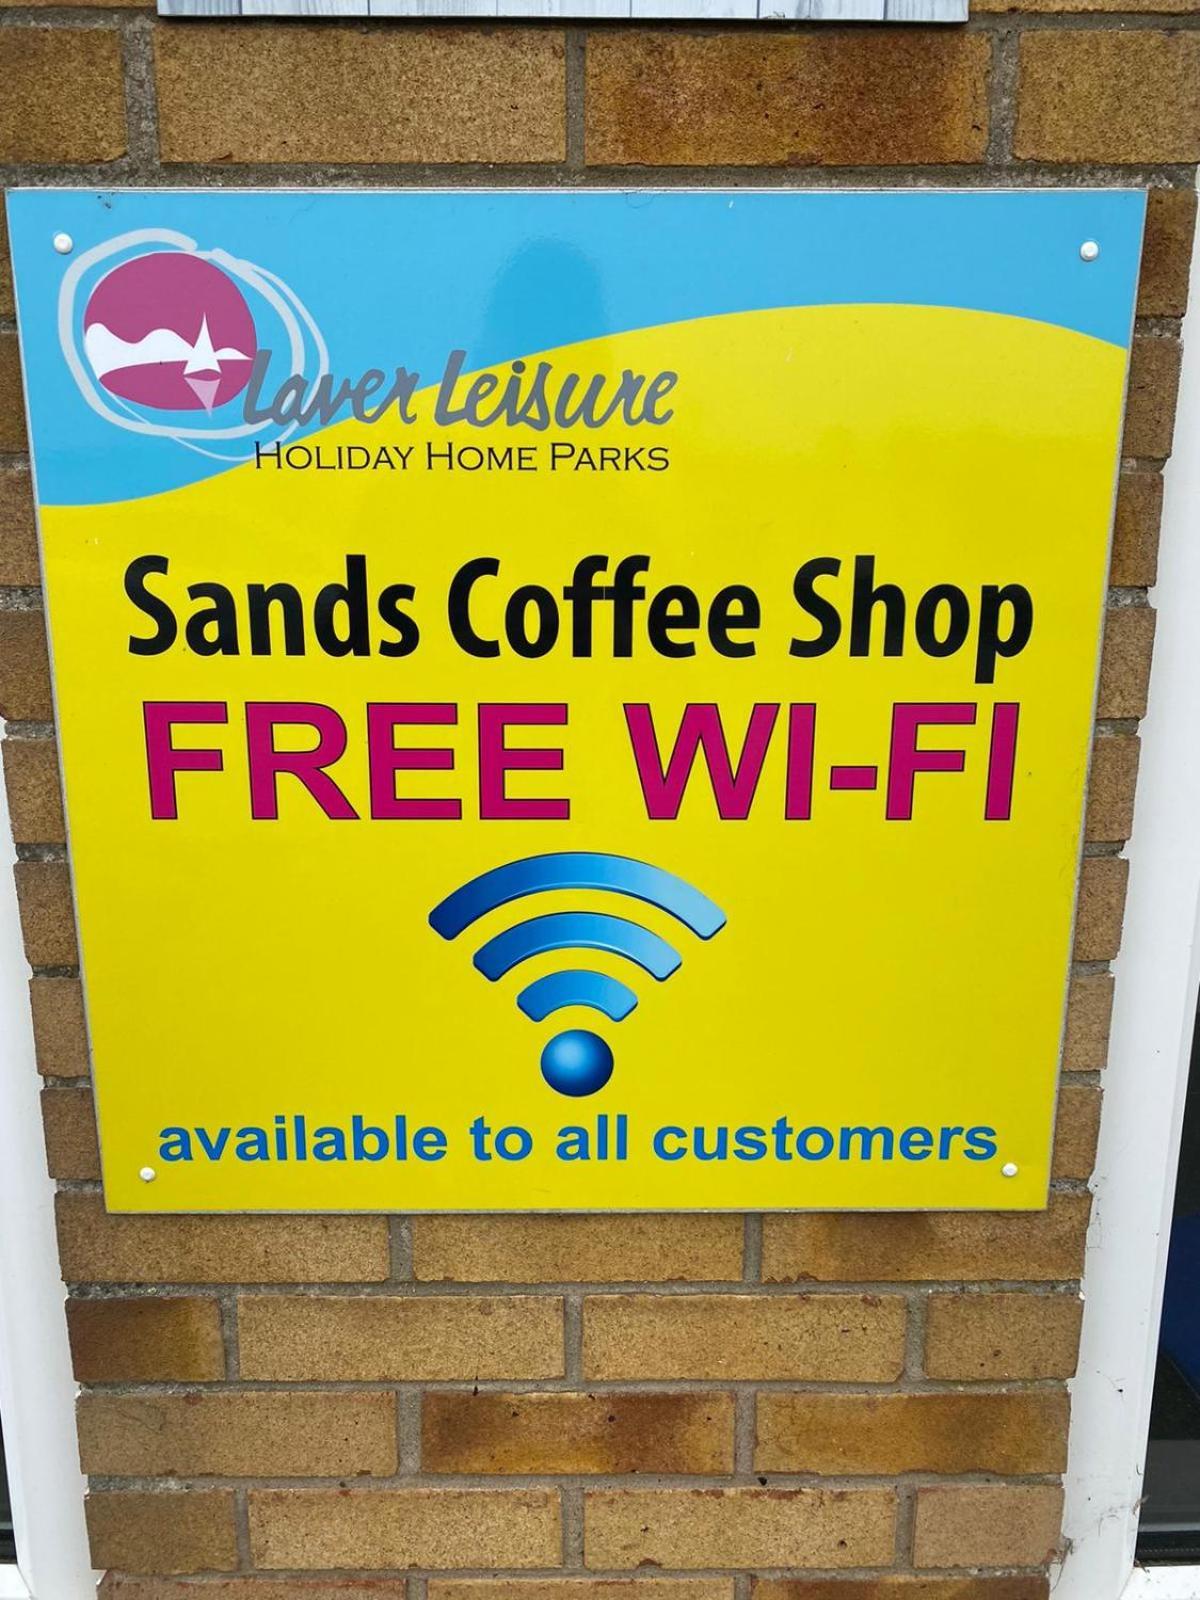 Laver Leisure
HOLIDAY HOME PARKS
Sands Coffee Shop
FREE WI-FI
available to all customers